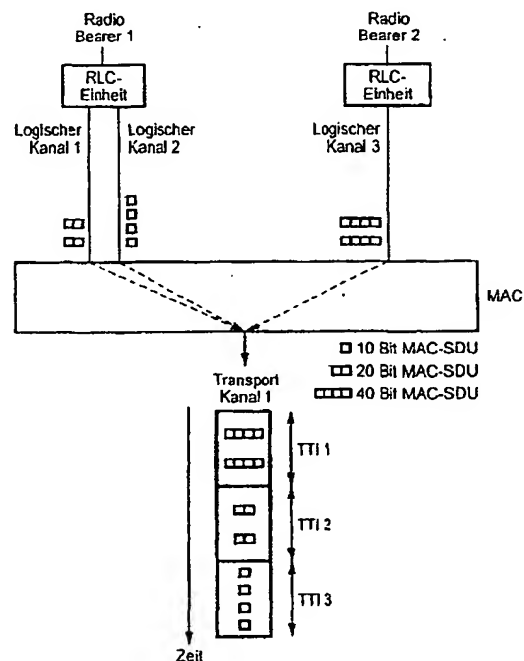 Radio
Bearer 1
Radio
Bearer 2
RLC-
Einheit
RLC-
Einheit
Logischer
Kanal 1
Logischer
Kanal 2
Logischer
Kanal 3
MAC
10 Bit MAC-SDU
20 Bit MAC-SDU
40 Bit MAC-SDU
Transport
Kanal 1
TTI 1
TTI 2
TTI 3
Zeit